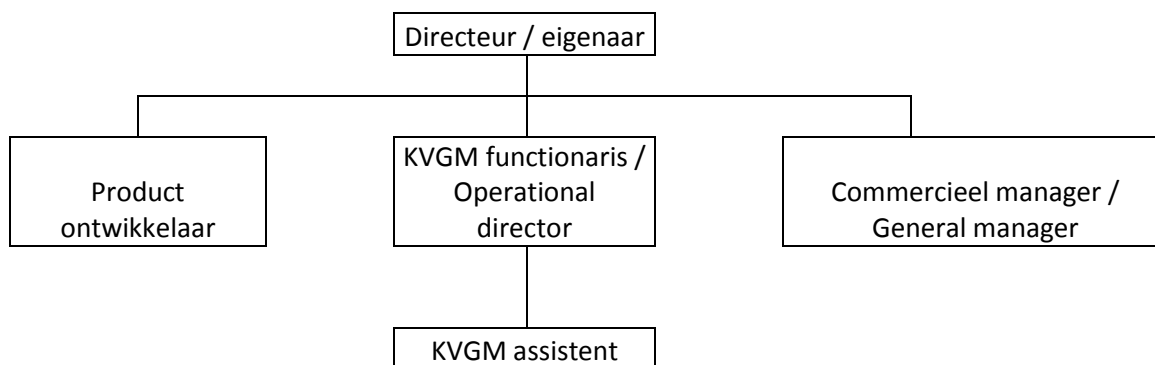 Directeur / eigenaar
Product
ontwikkelaar
KVGM functionaris /
Operational
director
Commercieel manager /
General manager
KVGM assistent